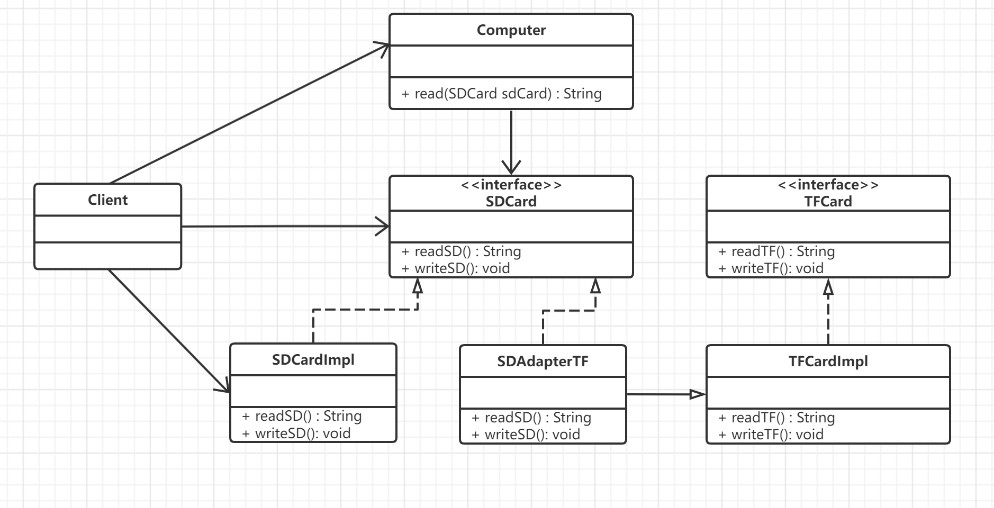 Computer
+ read(SDCard sdCard) : String
Client
<<interface>>
SDCard
+ readSD() : String
+ writeSD(): void
<<interface>>
TFCard
+ readTF() : String
+ writeTF(): void
SDCardImpl
+ readSD() : String
+ writeSD(): void
SDAdapterTF
+ readSD() : String
+ writeSD(): void
TFCardImpl
+ readTF() : String
+ writeTF(): void